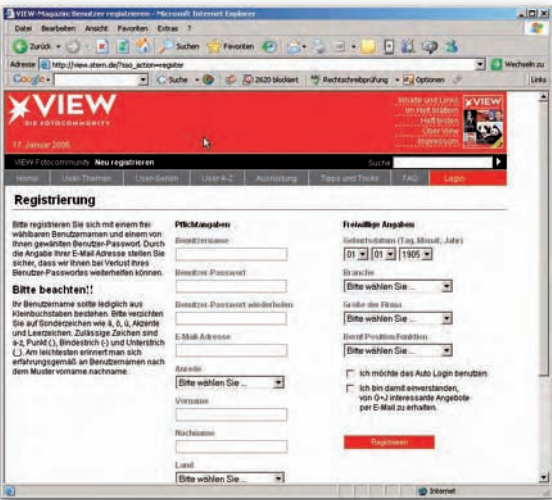 VIEW-Magazin: Benutzer registrieren - Microsoft Internet Explorer
Datei Bearbeiten Ansicht Favoriten Extras ?
Zurück Suchen Favoriten
Adresse http://view.stern.de/?sso_action=register Wechseln zu
Google Suche 2620 blockiert Rechtschreibprüfung Optionen Links
VIEW
DIE FOTOCOMMUNITY
17. Januar 2006
Inhalte und Links
im Heft blättern
Heft bestellen
Über View
Impressum
VIEW
VIEW-Fotocommunity Neu registrieren Suche
Home User-Themen User-Serien User A-Z Ausrüstung Tipps und Tricks FAQ Login
Registrierung
Bitte registrieren Sie sich mit einem frei
wählbaren Benutzernamen und einem von
Ihnen gewählten Benutzer-Passwort. Durch
die Angabe Ihrer E-Mail Adresse stellen Sie
sicher, dass wir Ihnen bei Verlust Ihres
Benutzer-Passwortes weiterhelfen können.
Bitte beachten!!
Ihr Benutzername sollte lediglich aus
Kleinbuchstaben bestehen. Bitte verzichten
Sie auf Sonderzeichen wie ä, ö, ü, Akzente
und Leerzeichen. Zulässige Zeichen sind
a-z, Punkt (.), Bindestrich (-) und Unterstrich
(_). Am leichtesten erinnert man sich
erfahrungsgemäß an Benutzernamen nach
dem Muster vorname.nachname.
Pflichtangaben
Benutzername
Benutzer-Passwort
Benutzer-Passwort wiederholen
E-Mail-Adresse
Anrede
Bitte wählen Sie ...
Vorname
Nachname
Land
Bitte wählen Sie ...
Freiwillige Angaben
Geburtsdatum (Tag, Monat, Jahr)
01 01 1905
Branche
Bitte wählen Sie ...
Größe der Firma
Bitte wählen Sie ...
Beruf/Position/Funktion
Bitte wählen Sie ...
Ich möchte das Auto Login benutzen.
Ich bin damit einverstanden,
von G+J interessante Angebote
per E-Mail zu erhalten.
Registrieren
Internet